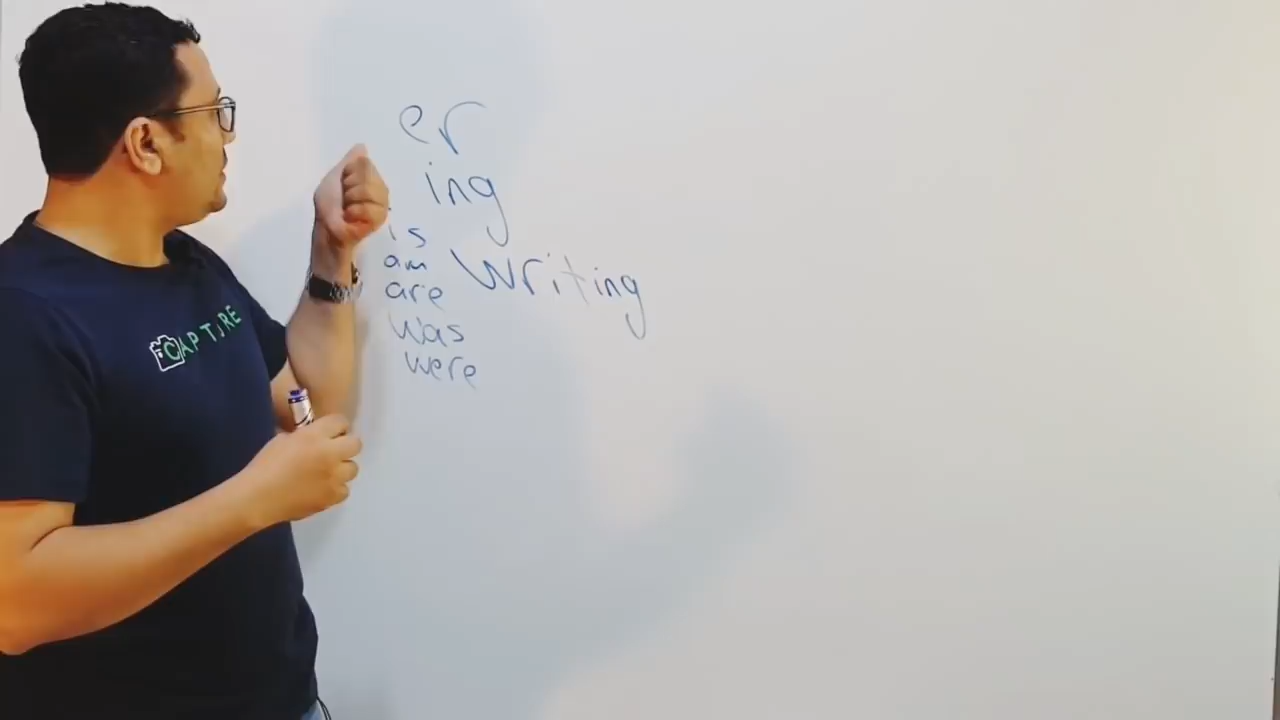 er
ing
is
am
are
Writing
was
were
CAPTURE